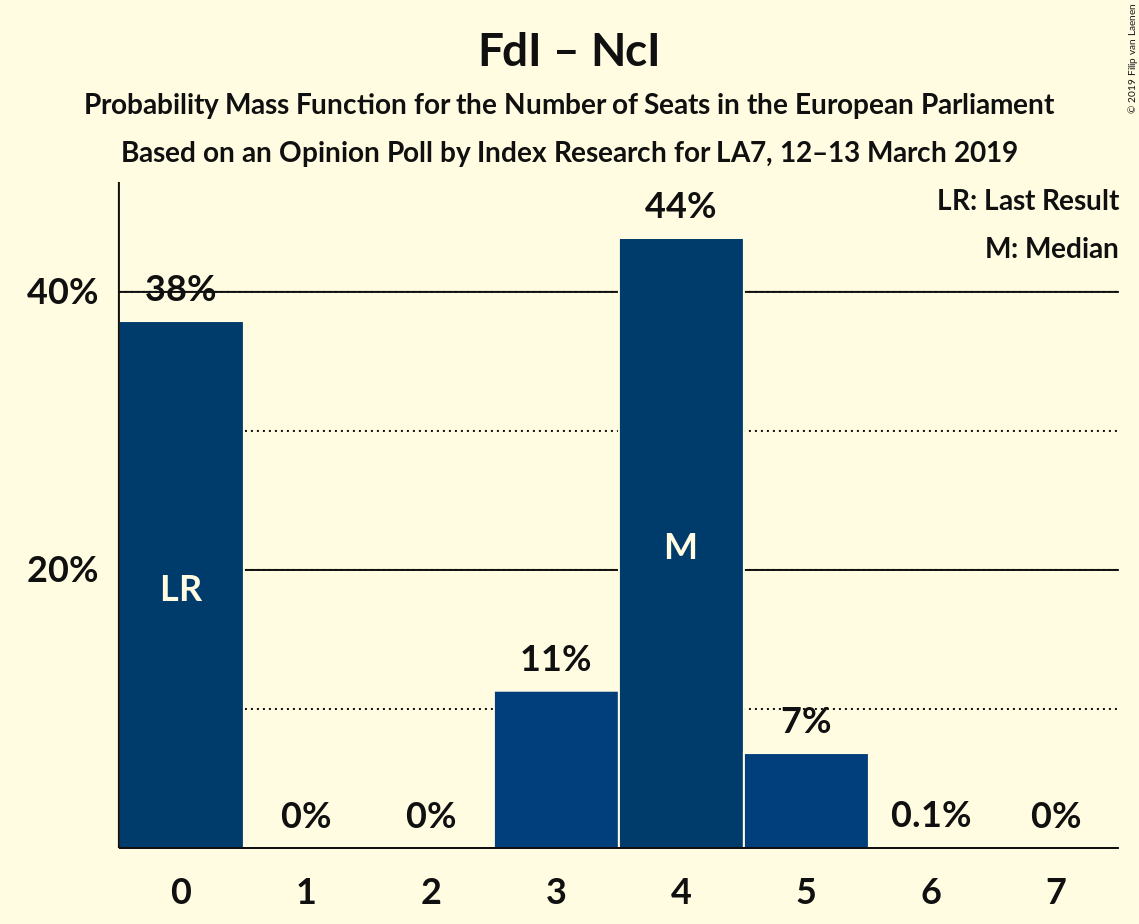 FdI – NcI
Probability Mass Function for the Number of Seats in the European Parliament
Based on an Opinion Poll by Index Research for LA7, 12–13 March 2019
© 2019 Filip van Laenen
LR: Last Result
M: Median
40%
20%
38%
0%
0%
11%
44%
7%
0.1%
0%
LR
M
0 1 2 3 4 5 6 7